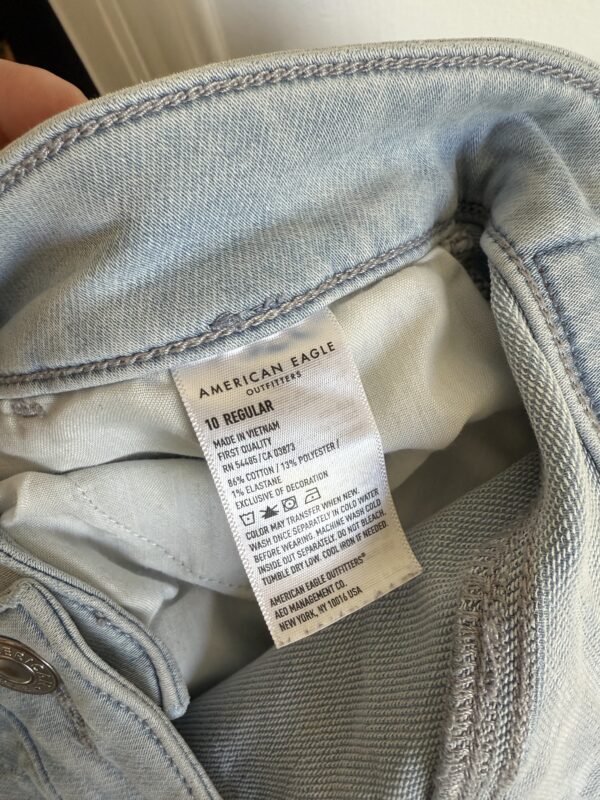 AMERICAN EAGLE
OUTFITTERS
10 REGULAR
MADE IN VIETNAM
FIRST QUALITY
RN 54485/CA 03873
86% COTTON / 13% POLYESTER /
1% ELASTANE
EXCLUSIVE OF DECORATION
COLOR MAY TRANSFER WHEN NEW.
WASH ONCE SEPARATELY IN COLD WATER
BEFORE WEARING. MACHINE WASH COLD
INSIDE OUT SEPARATELY. DO NOT BLEACH.
TUMBLE DRY LOW. COOL IRON IF NEEDED.
AMERICAN EAGLE OUTFITTERS®
AEO MANAGEMENT CO.
NEW YORK, NY 10016 USA